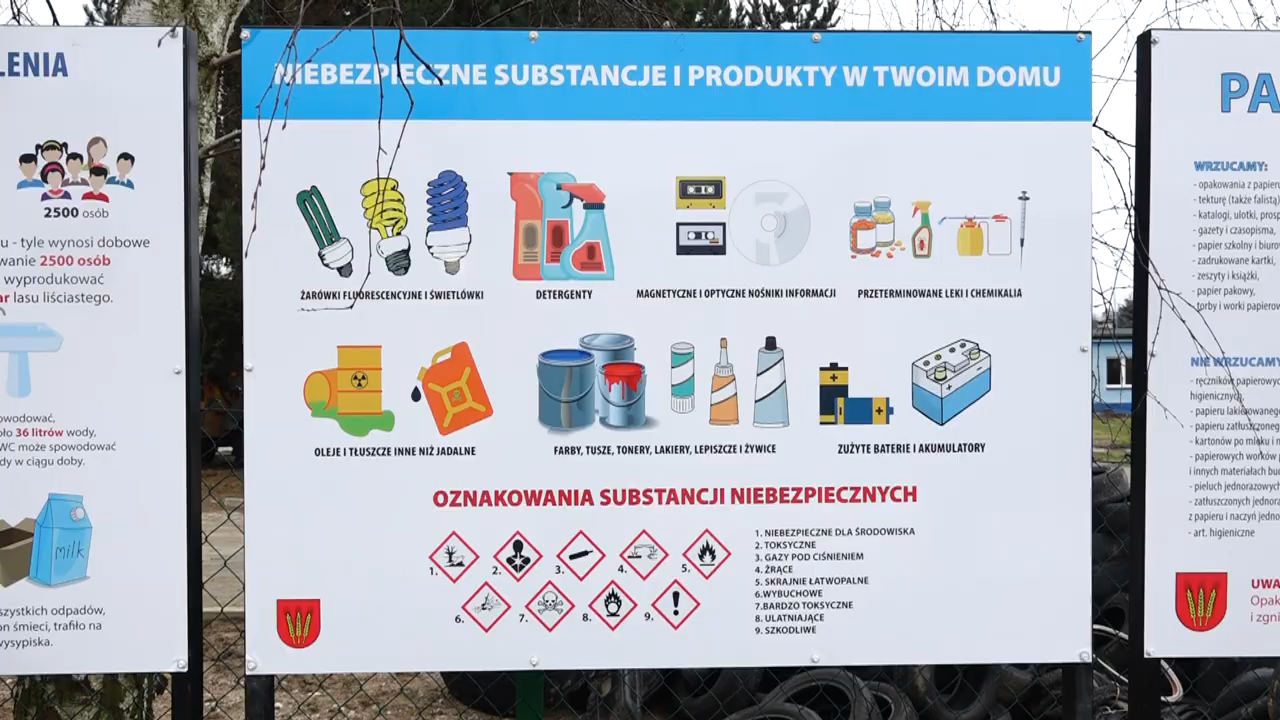 LENIA
2500 osób
u - tyle wynosi dobowe
wanie 2500 osób
wyprodukować
ar lasu liściastego.
powodować,
oło 36 litrów wody,
WC może spowodować
dy w ciągu doby.
milk
szystkich odpadów,
on śmieci, trafiło na
wysypiska.
NIEBEZPIECZNE SUBSTANCJE I PRODUKTY W TWOIM DOMU
ŻARÓWKI FLUORESCENCYJNE I ŚWIETLÓWKI
DETERGENTY
MAGNETYCZNE I OPTYCZNE NOŚNIKI INFORMACJI
PRZETERMINOWANE LEKI I CHEMIKALIA
OLEJE I TŁUSZCZE INNE NIŻ JADALNE
FARBY, TUSZE, TONERY, LAKIERY, LEPISZCZE I ŻYWICE
ZUŻYTE BATERIE I AKUMULATORY
OZNAKOWANIA SUBSTANCJI NIEBEZPIECZNYCH
1. 2. 3. 4. 5.
6. 7. 8. 9.
1. NIEBEZPIECZNE DLA ŚRODOWISKA
2. TOKSYCZNE
3. GAZY POD CIŚNIENIEM
4. ŻRĄCE
5. SKRAJNIE ŁATWOPALNE
6.WYBUCHOWE
7.BARDZO TOKSYCZNE
8. ULATNIAJĄCE
9. SZKODLIWE
PA
WRZUCAMY:
- opakowania z papieru
- tekturę (także falistą)
- katalogi, ulotki, prosp
- gazety i czasopisma,
- papier szkolny i biuro
- zadrukowane kartki,
- zeszyty i książki,
- papier pakowy,
torby i worki papierow
NIE WRZUCAMY:
- ręczników papierowyc
higienicznych,
- papieru lakierowanego
- papieru zatłuszczonego
- kartonów po mleku i n
- papierowych worków p
i innych materiałach bud
- pieluch jednorazowych
- zatłuszczonych jednora
z papieru i naczyń jedno
- art. higieniczne
UWA
Opak
i zgni